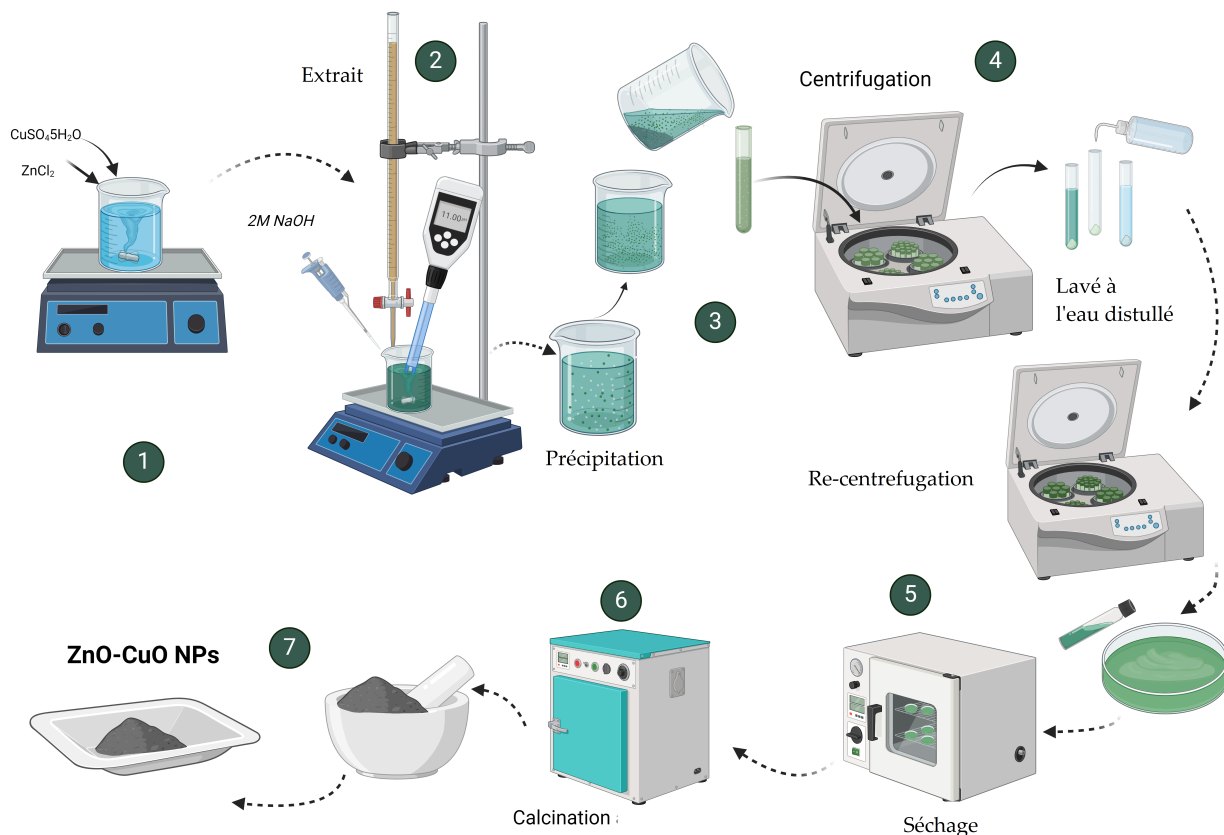 1
CuSO₄5H₂O
ZnCl₂
2
Extrait
2M NaOH
11.00
3
Précipitation
4
Centrifugation
Lavé à
l'eau distullé
Re-centrefugation
5
Séchage
6
Calcination
7
ZnO-CuO NPs